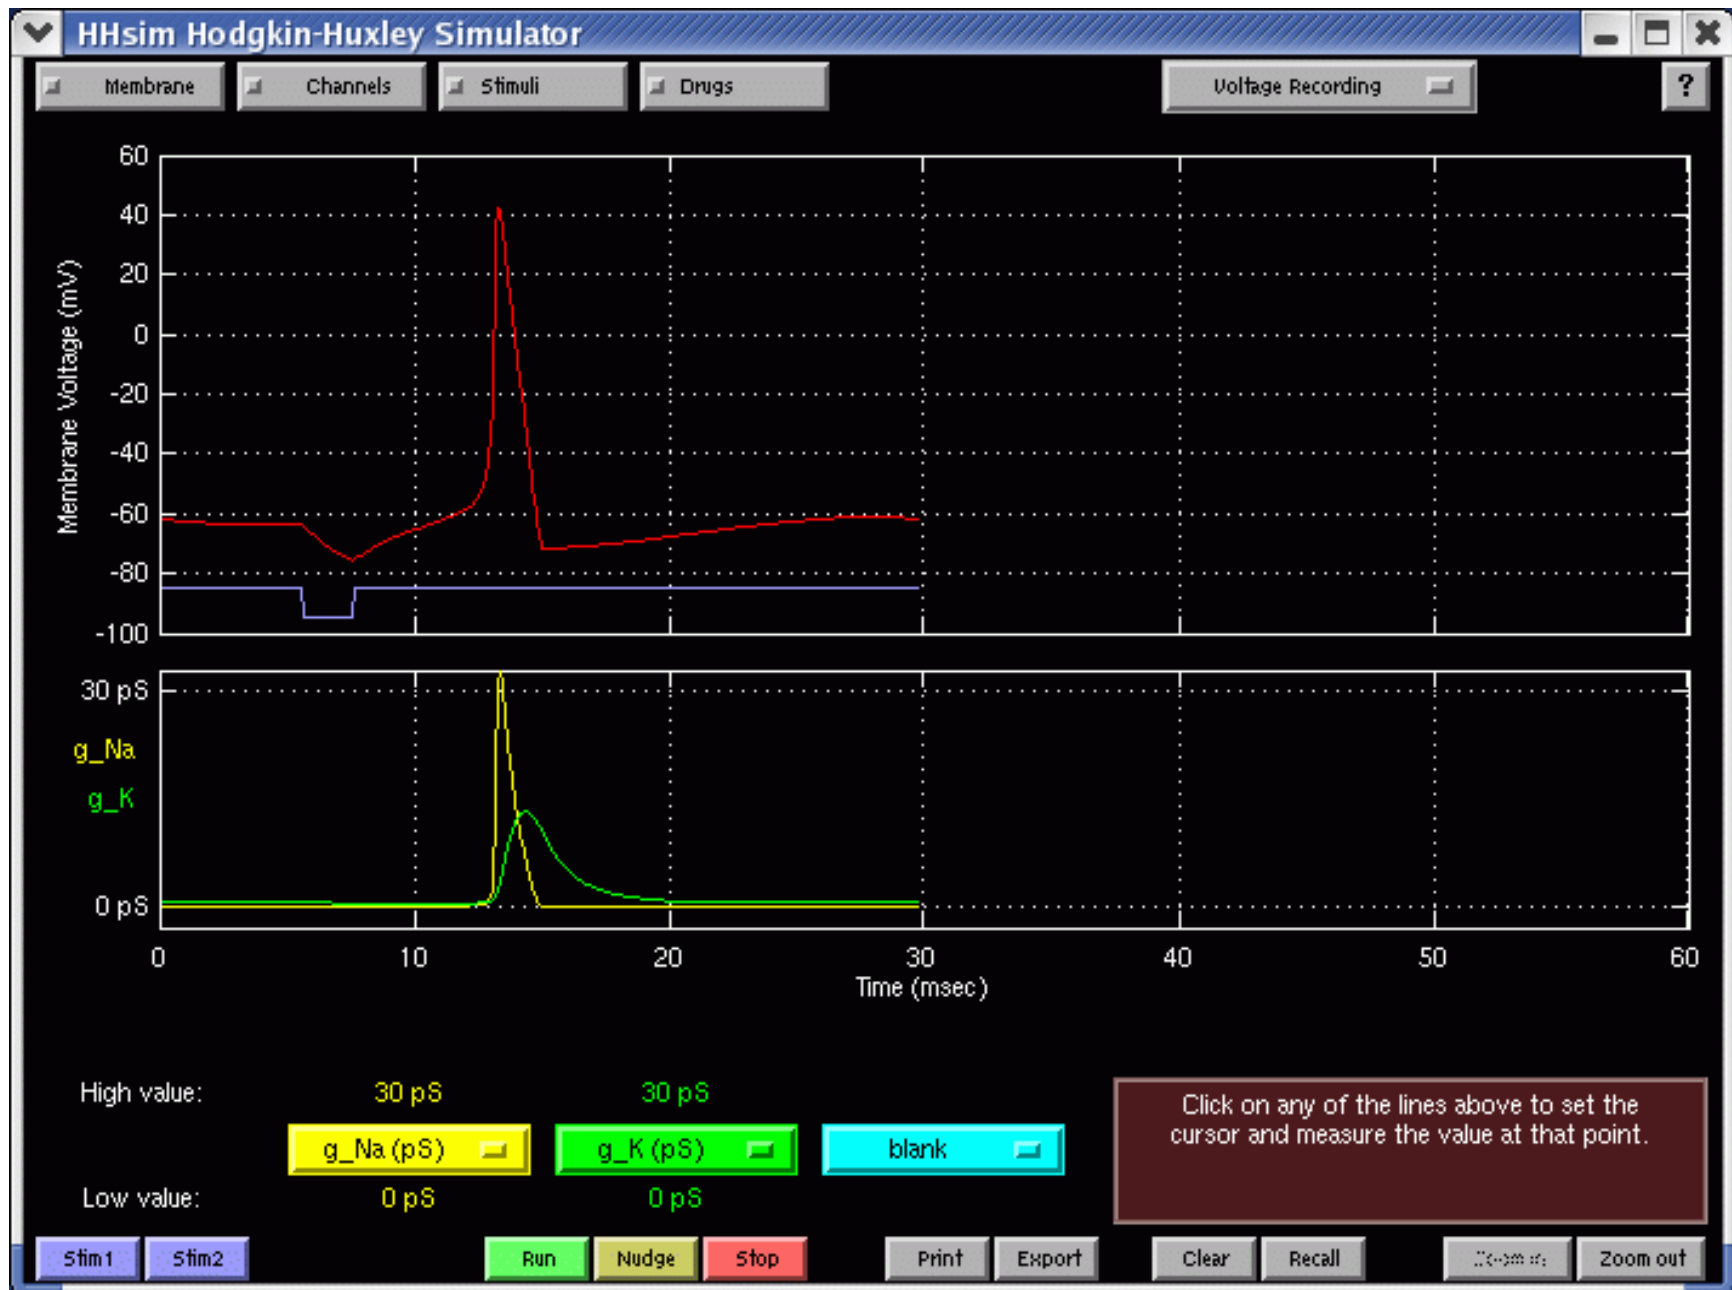 HHsim Hodgkin-Huxley Simulator
Membrane Channels Stimuli Drugs Voltage Recording ?
60
40
20
0
-20
-40
-60
-80
-100
Membrane Voltage (mV)
30 pS
g_Na
g_K
0 pS
0 10 20 30 40 50 60
Time (msec)
High value: 30 pS 30 pS
g_Na (pS) g_K (pS) blank
Low value: 0 pS 0 pS
Click on any of the lines above to set the
cursor and measure the value at that point.
Stim1 Stim2 Run Nudge Stop Print Export Clear Recall Zoom out